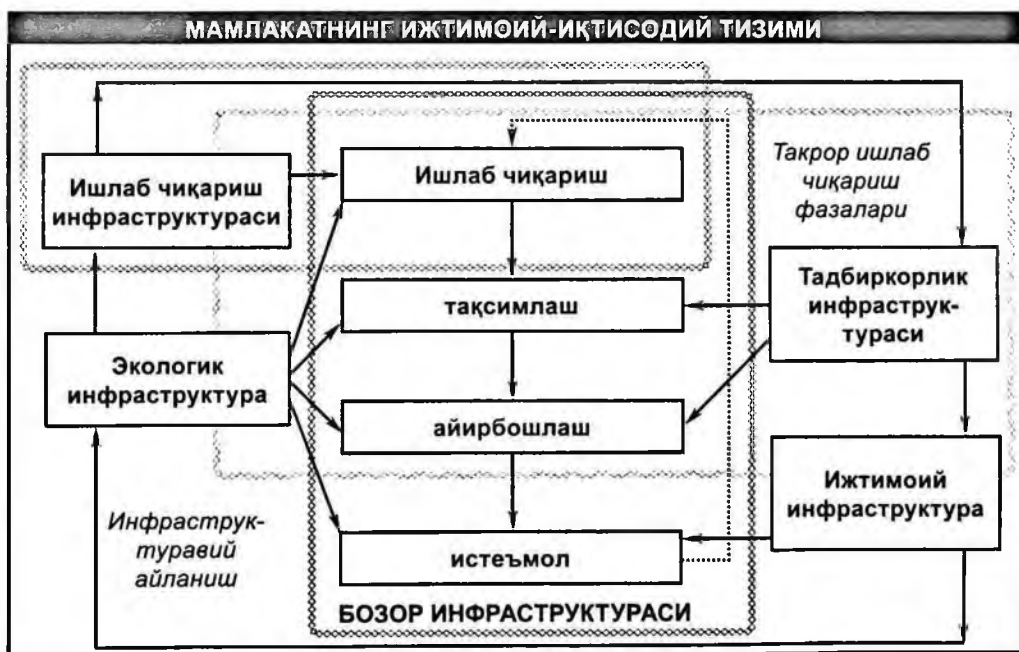 МАМЛАКАТНИНГ ИЖТИМОИЙ-ИҚТИСОДИЙ ТИЗИМИ
Ишлаб чиқариш
инфраструктураси
Ишлаб чиқариш
Такрор ишлаб
чиқариш
фазалари
тақсимлаш
Тадбиркорлик
инфраструк-
тураси
Экологик
инфраструктура
айирбошлаш
Ижтимоий
инфраструктура
Инфраструк-
туравий
айланиш
истеъмол
БОЗОР ИНФРАСТРУКТУРАСИ